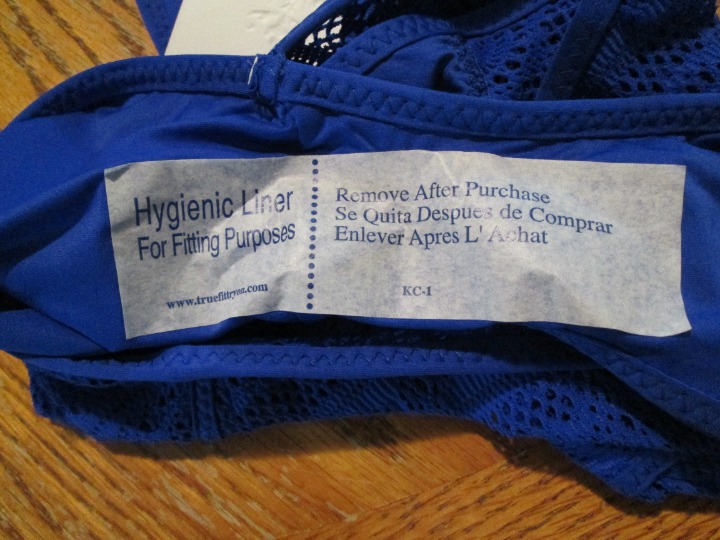 Hygienic Liner
For Fitting Purposes
www.truefittryon.com
Remove After Purchase
Se Quita Despues de Comprar
Enlever Apres L' Achat
KC-1